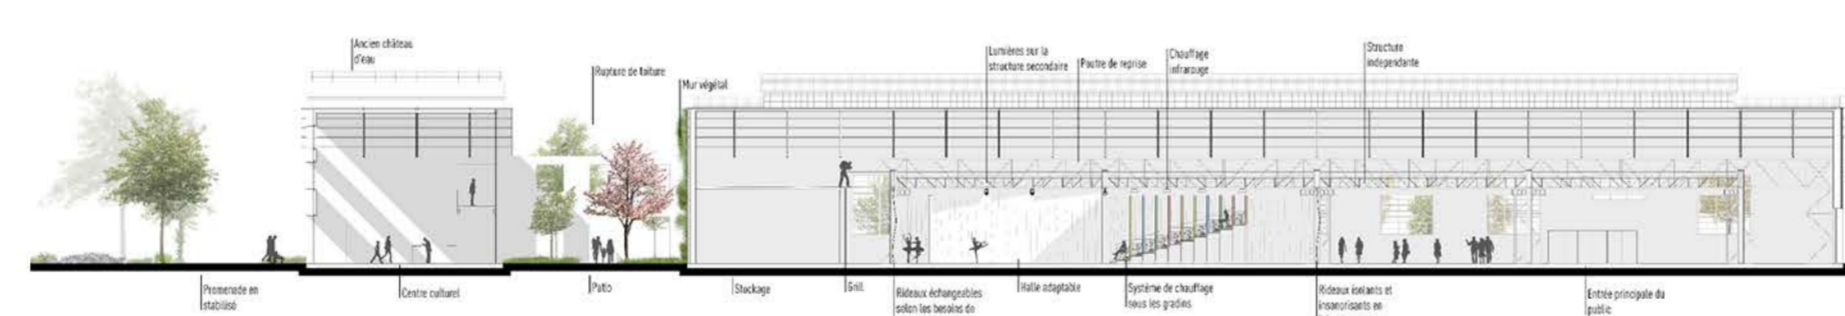 Ancien château
d'eau
Rupture de toiture
Mur végétal
Lumières sur la
structure secondaire
Poutre de reprise
Chauffage
infrarouge
Structure
independante
Promenade en
stabilisé
Centre culturel
Patio
Stockage
Grill
Rideaux échangeables
selon les besoins de
Halle adaptable
Système de chauffage
sous les gradins
Rideaux isolants et
insonorisants en
Entrée principale du
public